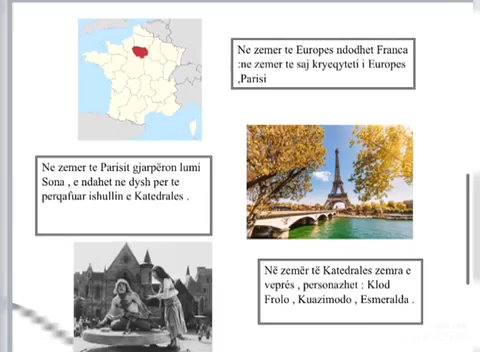 Ne zemer te Europes ndodhet Franca
:ne zemer te saj kryeqyteti i Europes
,Parisi
Ne zemer te Parisit gjarpëron lumi
Sona , e ndahet ne dysh per te
perqafuar ishullin e Katedrales .
Në zemër të Katedrales zemra e
veprés , personazhet : Klod
Frolo , Kuazimodo , Esmeralda .